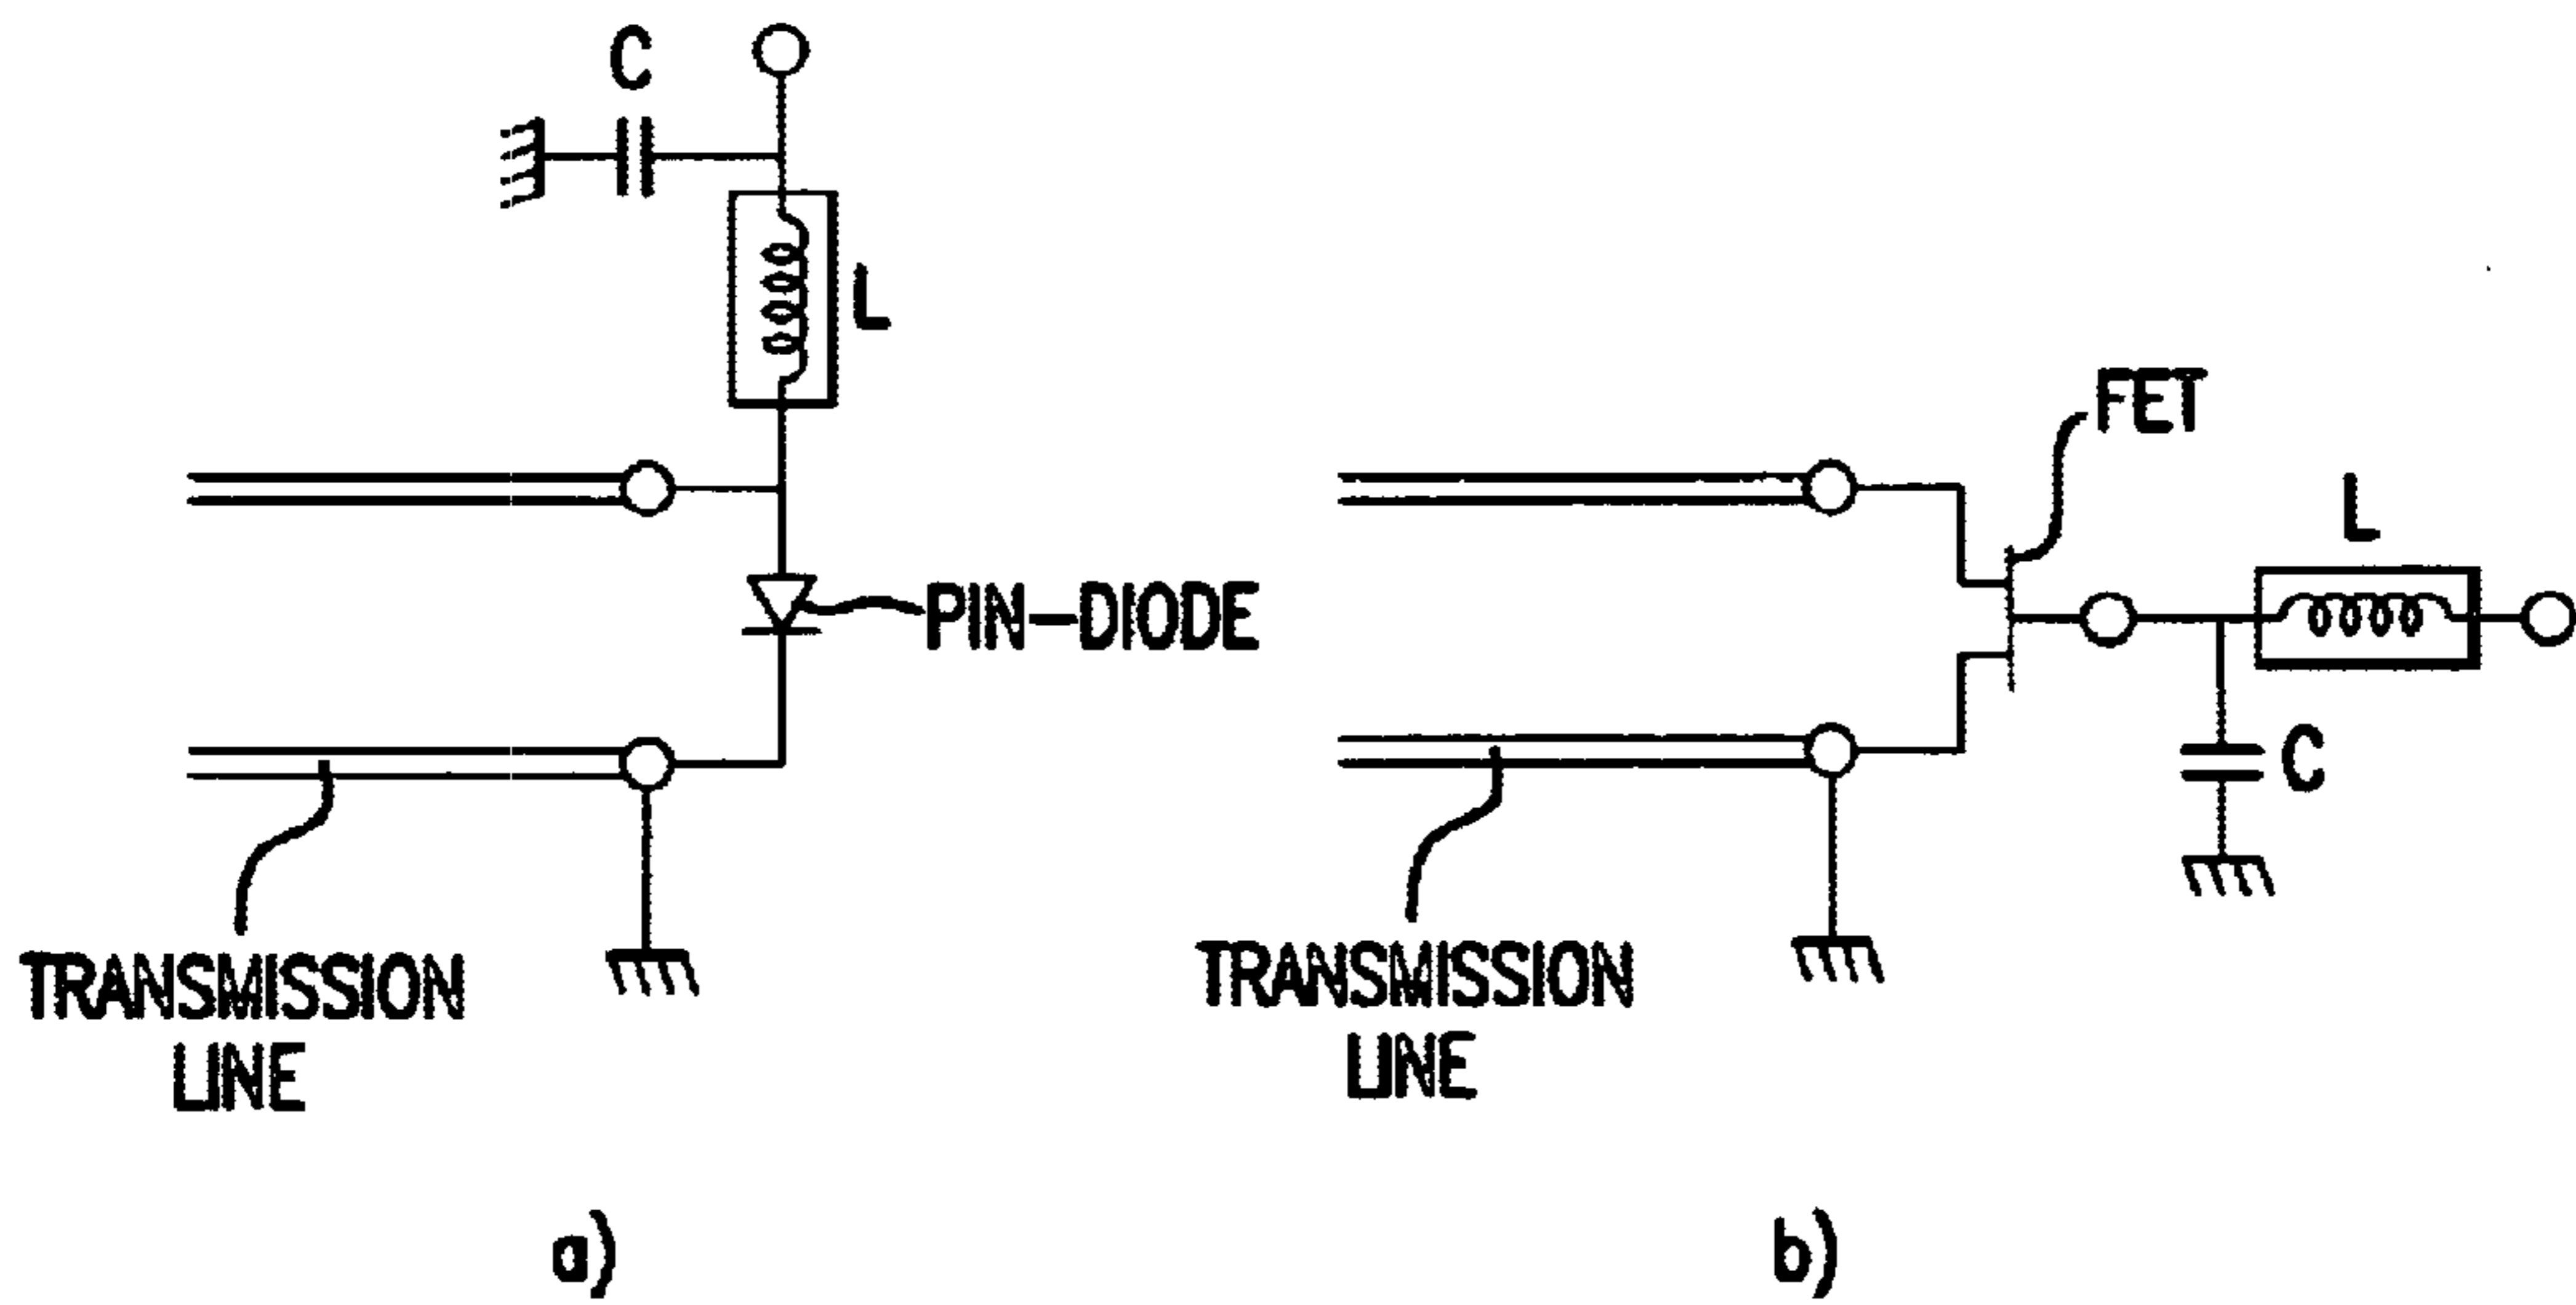 C
L
PIN-DIODE
TRANSMISSION
LINE
a)
FET
L
C
TRANSMISSION
LINE
b)